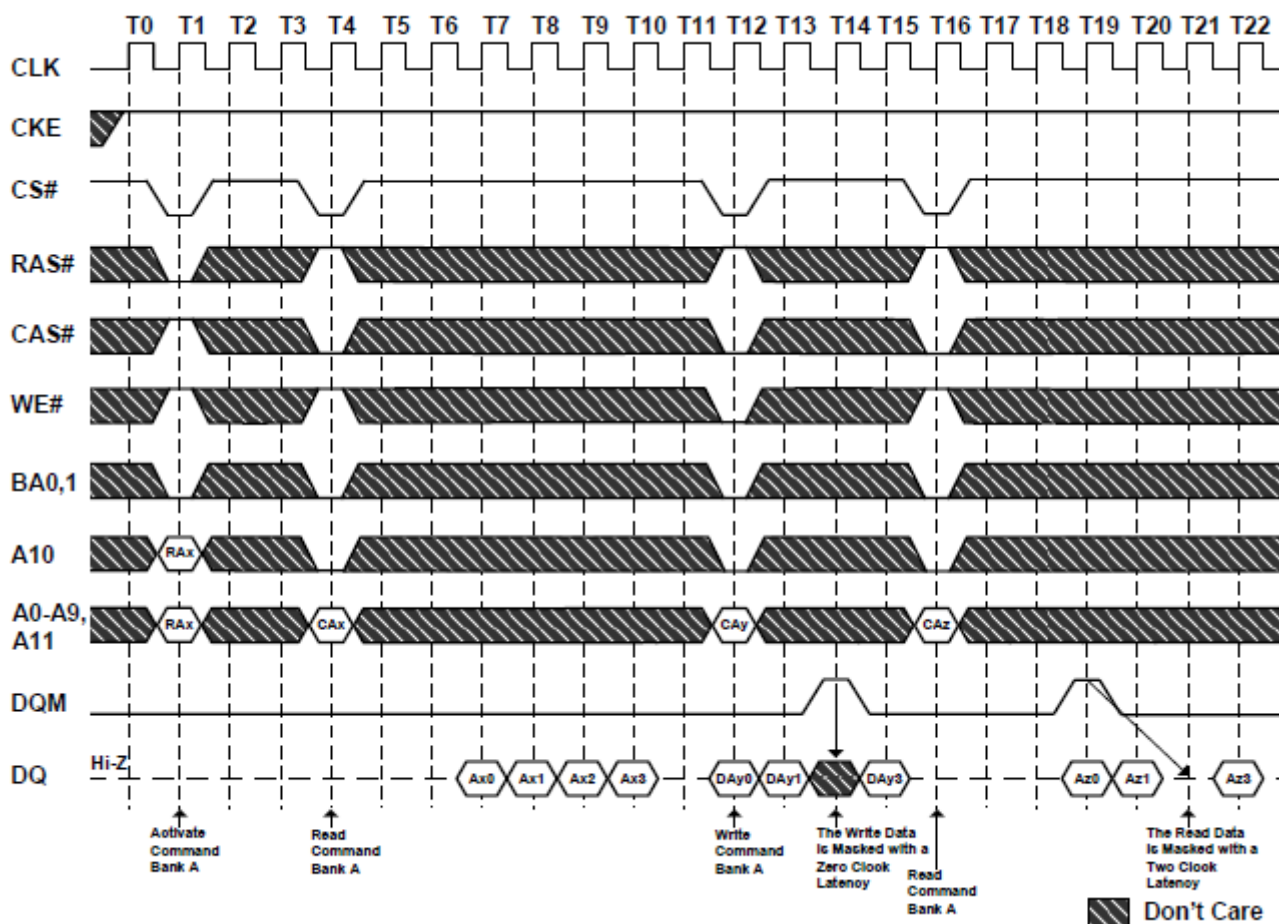 T0 T1 T2 T3 T4 T5 T6 T7 T8 T9 T10 T11 T12 T13 T14 T15 T16 T17 T18 T19 T20 T21 T22
CLK
CKE
CS#
RAS#
CAS#
WE#
BA0,1
A10 RAx
A0-A9,
A11 RAx CAx CAy CAz
DQM
DQ Hi-Z Ax0 Ax1 Ax2 Ax3 DAy0 DAy1 DAy3 Az0 Az1 Az3
Aotivate
Command
Bank A
Read
Command
Bank A
Write
Command
Bank A
The Write Data
Is Masked with a
Zero Clook
Latenoy
Read
Command
Bank A
The Read Data
Is Masked with a
Two Clook
Latenoy
Don't Care